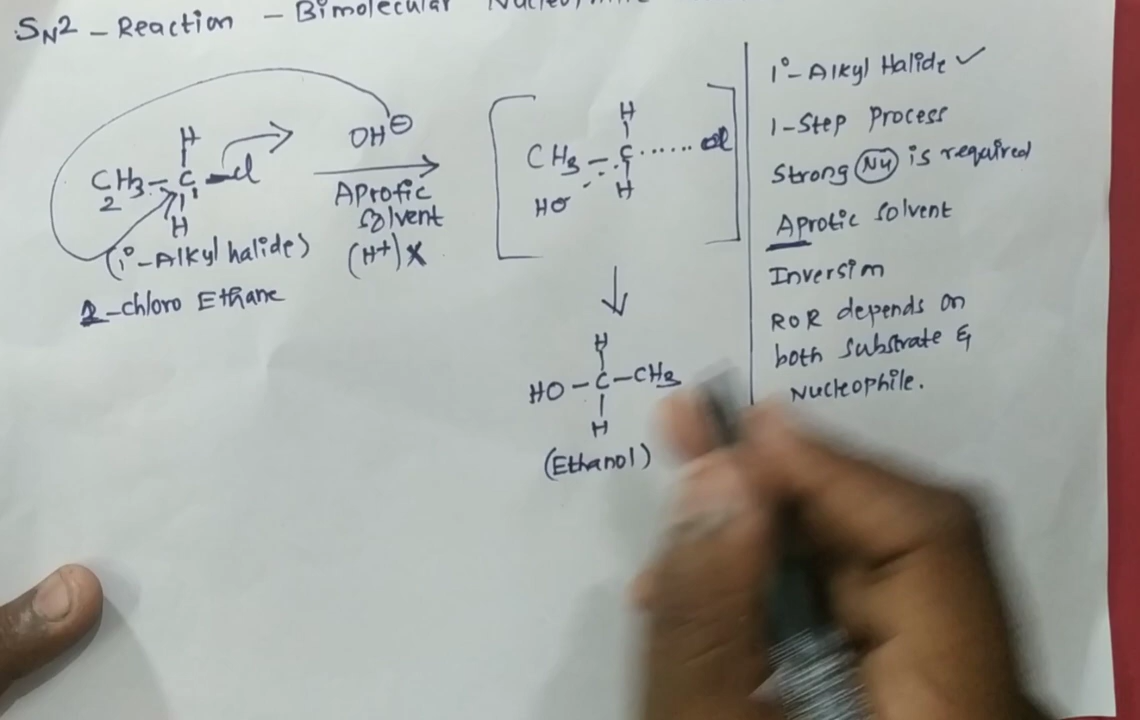 SN2 - Reaction - Bimolecular
H
CH3 - C - Cl
2 1
H
(1°-Alkyl halide)
1-chloro Ethane
OH⊖
Aprotic
Solvent
(H+) X
H
CH3 - C ...... Cl
HO H
H
HO - C - CH3
H
(Ethanol)
1°- Alkyl Halide ✓
1-Step Process
Strong Nu is required
Aprotic Solvent
Inversion
ROR depends on
both Substrate &
Nucleophile.